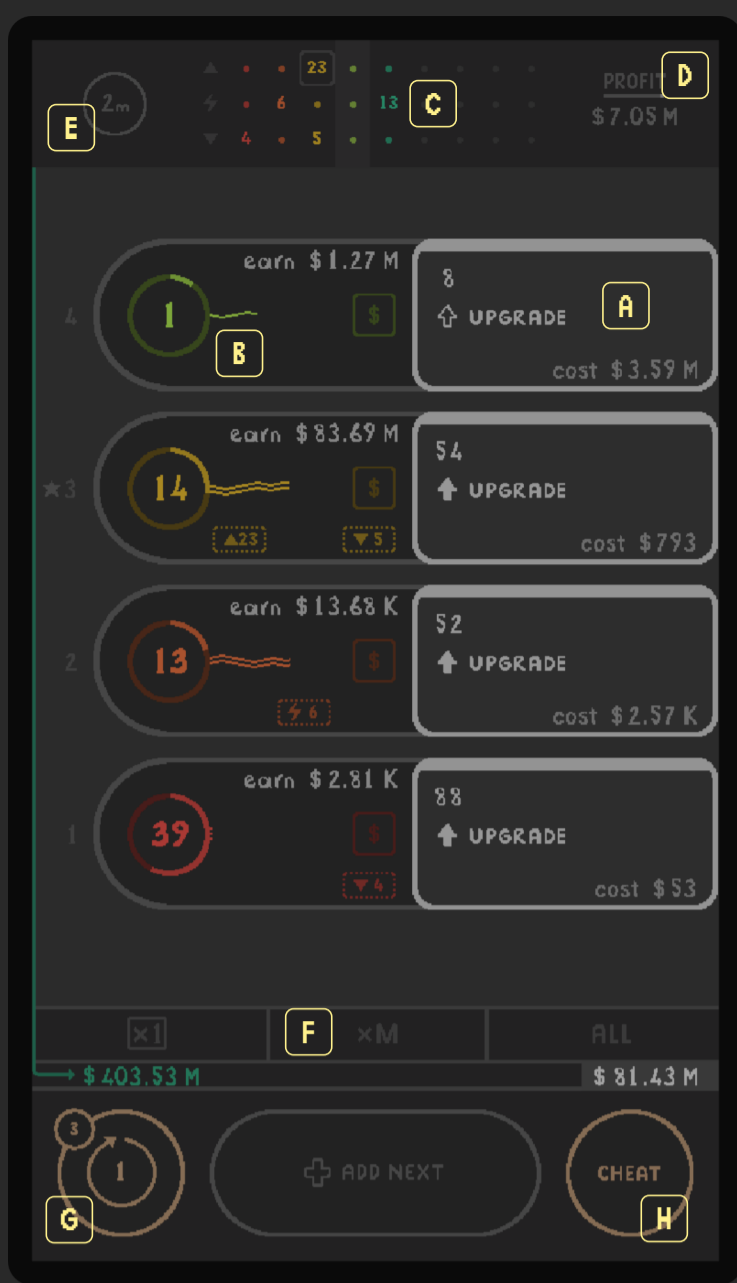 23
2m
PROFIT D
E
6 13 C
$7.05 M
4 5
earn $1.27 M
8
4 1 $ UPGRADE A
B
cost $3.59 M
earn $83.69 M
54
★3 14 $ UPGRADE
▲23 ▼5
cost $793
earn $13.68 K
52
2 13 $ UPGRADE
6
cost $2.57 K
earn $2.81 K
88
1 39 $ UPGRADE
▼4
cost $53
×1 F ×M ALL
$403.53 M $81.43 M
3
1 ADD NEXT CHEAT
G H